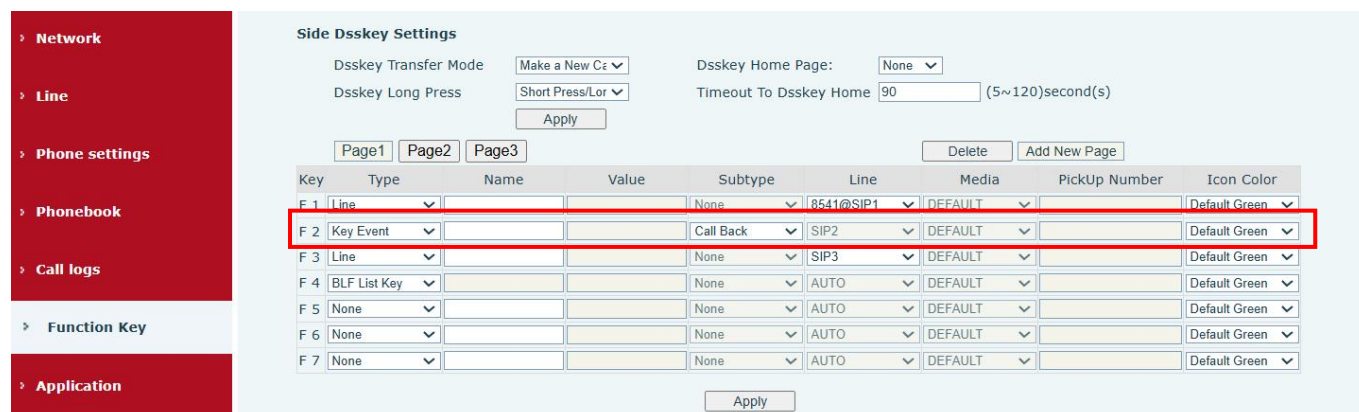 Network
Line
Phone settings
Phonebook
Call logs
Function Key
Application
Side Dsskey Settings
Dsskey Transfer Mode Make a New Ca Dsskey Home Page: None
Dsskey Long Press Short Press/Lor Timeout To Dsskey Home 90 (5~120)second(s)
Apply
Page1 Page2 Page3 Delete Add New Page
Key Type Name Value Subtype Line Media PickUp Number Icon Color
F 1 Line None 8541@SIP1 DEFAULT Default Green
F 2 Key Event Call Back SIP2 DEFAULT Default Green
F 3 Line None SIP3 DEFAULT Default Green
F 4 BLF List Key None AUTO DEFAULT Default Green
F 5 None None AUTO DEFAULT Default Green
F 6 None None AUTO DEFAULT Default Green
F 7 None None AUTO DEFAULT Default Green
Apply